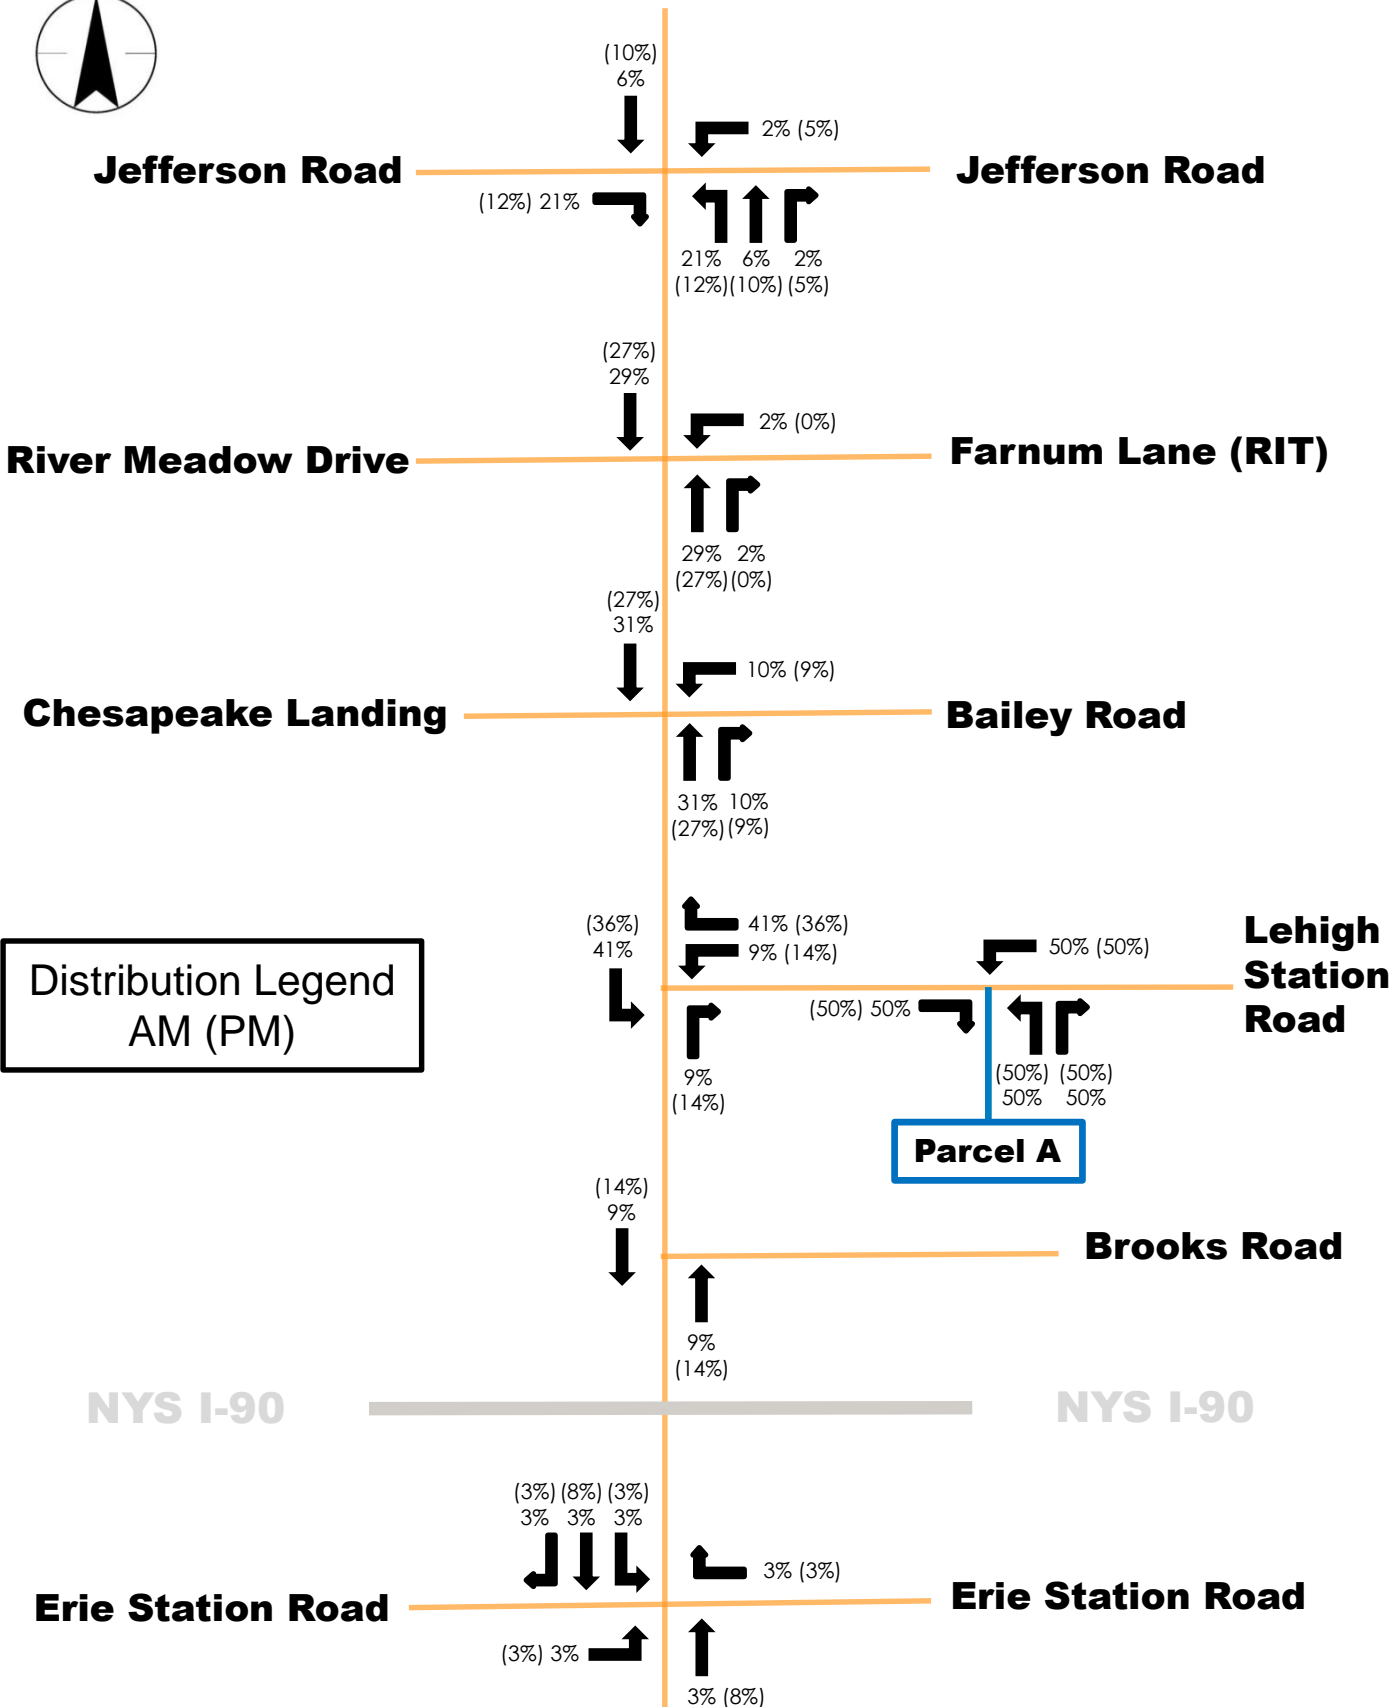 (10%)
6%
2% (5%)
Jefferson Road
Jefferson Road
(12%) 21%
21% 6% 2%
(12%) (10%) (5%)
(27%)
29%
2% (0%)
River Meadow Drive
Farnum Lane (RIT)
29% 2%
(27%) (0%)
(27%)
31%
10% (9%)
Chesapeake Landing
Bailey Road
31% 10%
(27%) (9%)
(36%)
41%
41% (36%)
9% (14%)
50% (50%)
Lehigh
Station
Road
Distribution Legend
AM (PM)
(50%) 50%
9%
(14%)
(50%) (50%)
50% 50%
Parcel A
(14%)
9%
Brooks Road
9%
(14%)
NYS I-90
NYS I-90
(3%) (8%) (3%)
3% 3% 3%
3% (3%)
Erie Station Road
Erie Station Road
(3%) 3%
3% (8%)